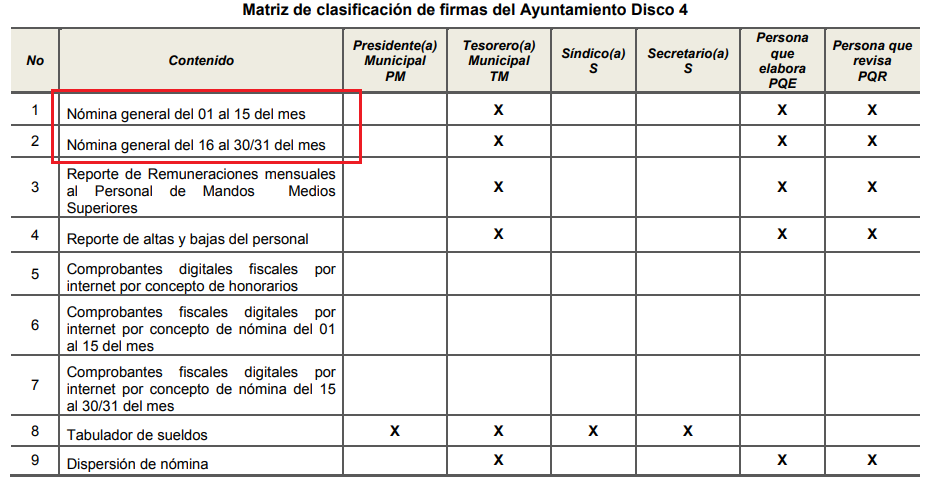 Matriz de clasificación de firmas del Ayuntamiento Disco 4
No
Contenido
Presidente(a)
Municipal
PM
Tesorero(a)
Municipal
TM
Síndico(a)
S
Secretario(a)
S
Persona
que
elabora
PQE
Persona que
revisa
PQR
1 Nómina general del 01 al 15 del mes X X X
2 Nómina general del 16 al 30/31 del mes X X X
3 Reporte de Remuneraciones mensuales
al Personal de Mandos Medios
Superiores X X X
4 Reporte de altas y bajas del personal X X X
5 Comprobantes digitales fiscales por
internet por concepto de honorarios
6 Comprobantes fiscales digitales por
internet por concepto de nómina del 01
al 15 del mes
7 Comprobantes fiscales digitales por
internet por concepto de nómina del 15
al 30/31 del mes
8 Tabulador de sueldos X X X X
9 Dispersión de nómina X X X